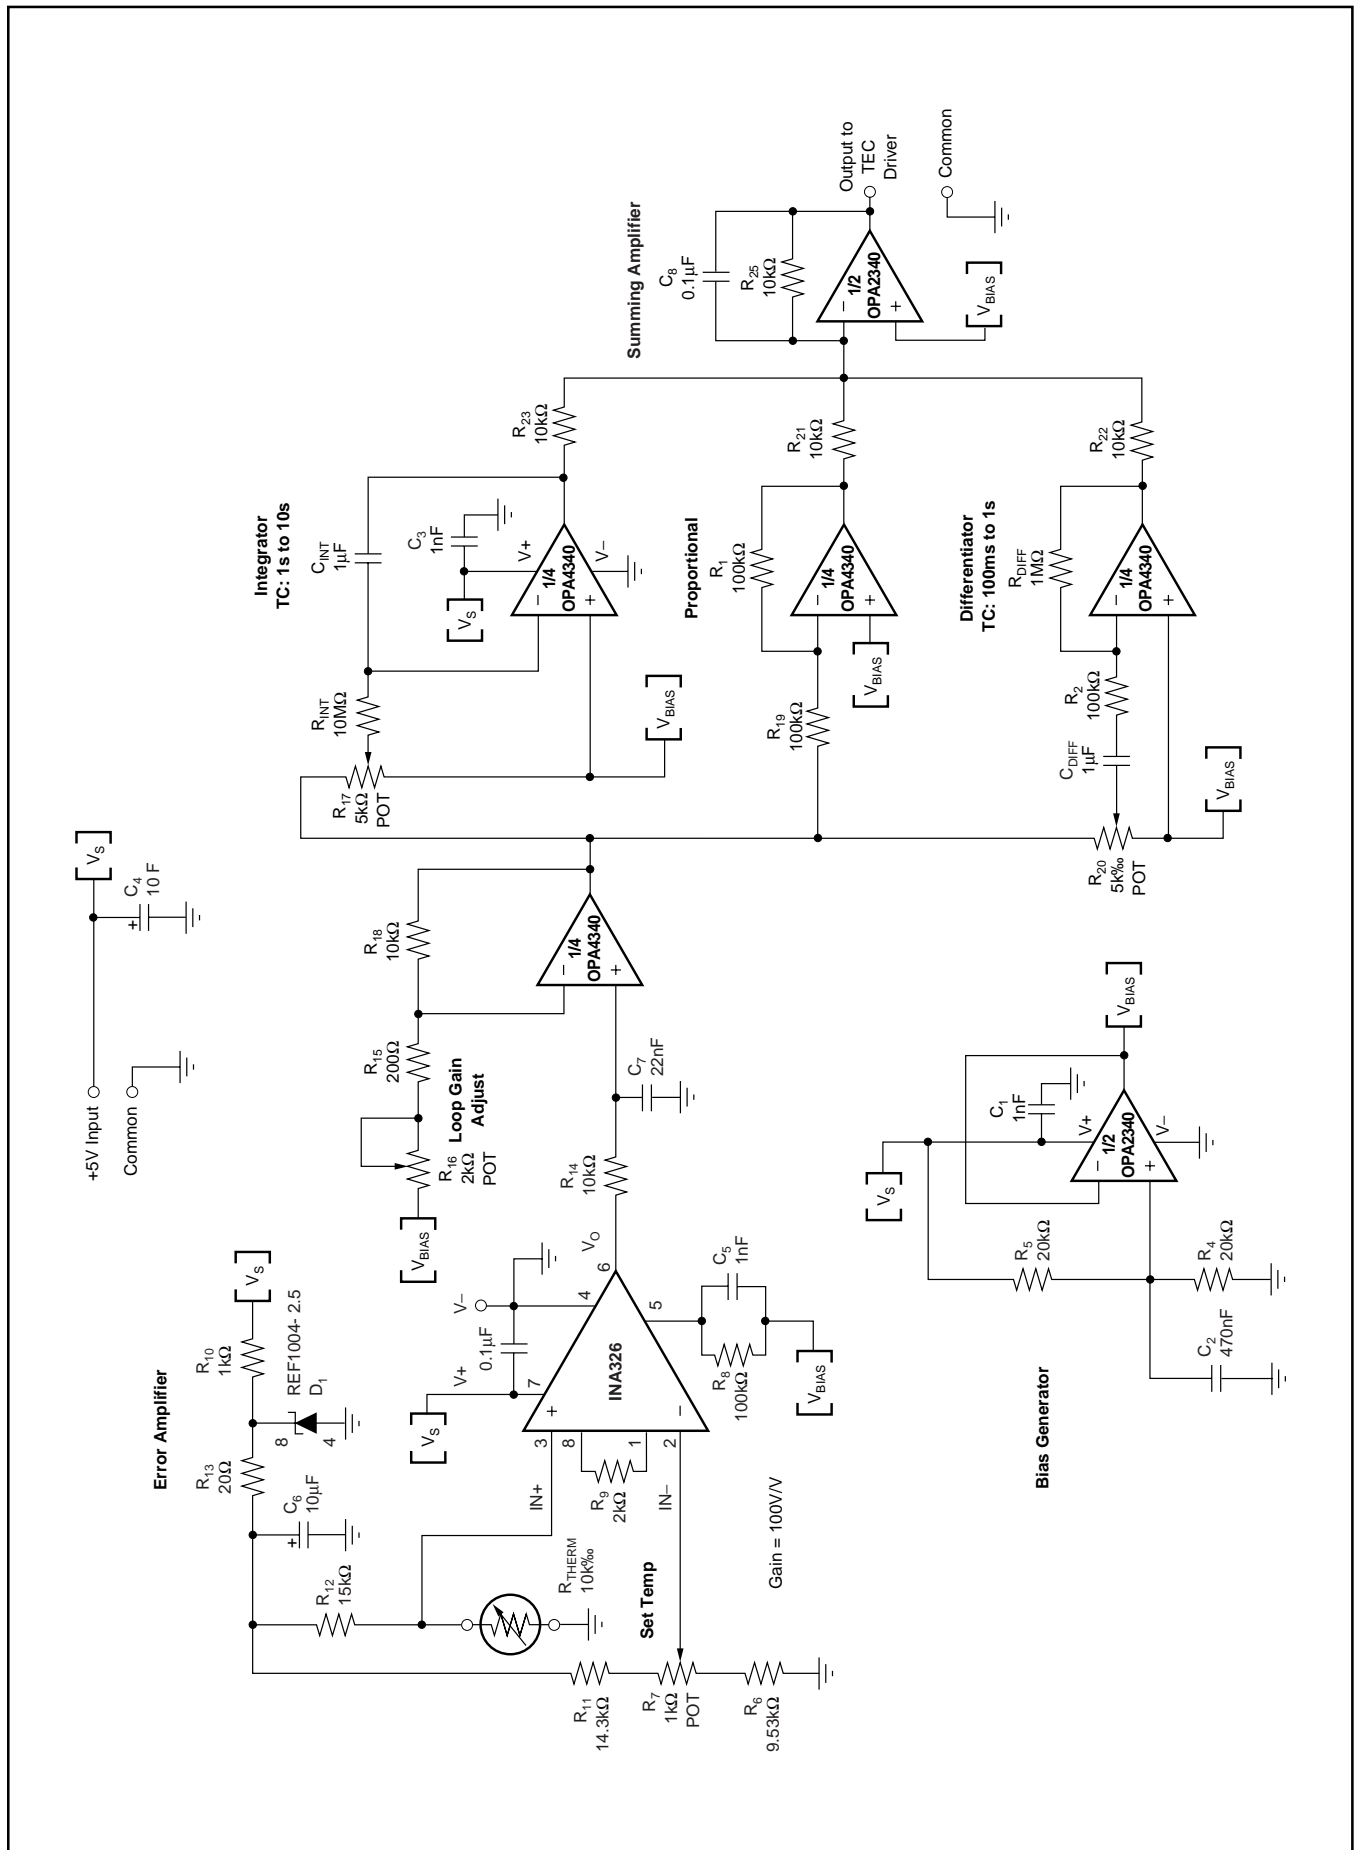 +5V Input
Common
[VS]
C4
10 F
+
Error Amplifier
[VS]
R10
1kΩ
REF1004- 2.5
D1
8
4
R13
20Ω
C6
10µF
+
R12
15kΩ
RTHERM
10k‰
R11
14.3kΩ
R7
1kΩ
POT
R6
9.53kΩ
Set Temp
IN+
IN–
R9
2kΩ
3
8
1
2
+
–
INA326
Gain = 100V/V
[VS]
V+
7
0.1µF
V–
4
5
6
VO
R8
100kΩ
C5
1nF
[VBIAS]
R14
10kΩ
C7
22nF
[VBIAS]
R16
2kΩ
POT
Loop Gain
Adjust
R15
200Ω
R18
10kΩ
–
+
1/4
OPA4340
Integrator
TC: 1s to 10s
R17
5kΩ
POT
RINT
10MΩ
CINT
1µF
[VS]
C3
1nF
V+
V–
–
+
1/4
OPA4340
[VBIAS]
R23
10kΩ
Proportional
R19
100kΩ
R1
100kΩ
–
+
1/4
OPA4340
[VBIAS]
R21
10kΩ
Differentiator
TC: 100ms to 1s
R20
5k‰
POT
CDIFF
1µF
R2
100kΩ
RDIFF
1MΩ
–
+
1/4
OPA4340
[VBIAS]
R22
10kΩ
Summing Amplifier
C8
0.1µF
R25
10kΩ
–
+
1/2
OPA2340
[VBIAS]
Output to
TEC
Driver
Common
Bias Generator
[VS]
R5
20kΩ
R4
20kΩ
C2
470nF
C1
1nF
V+
V–
–
+
1/2
OPA2340
[VBIAS]